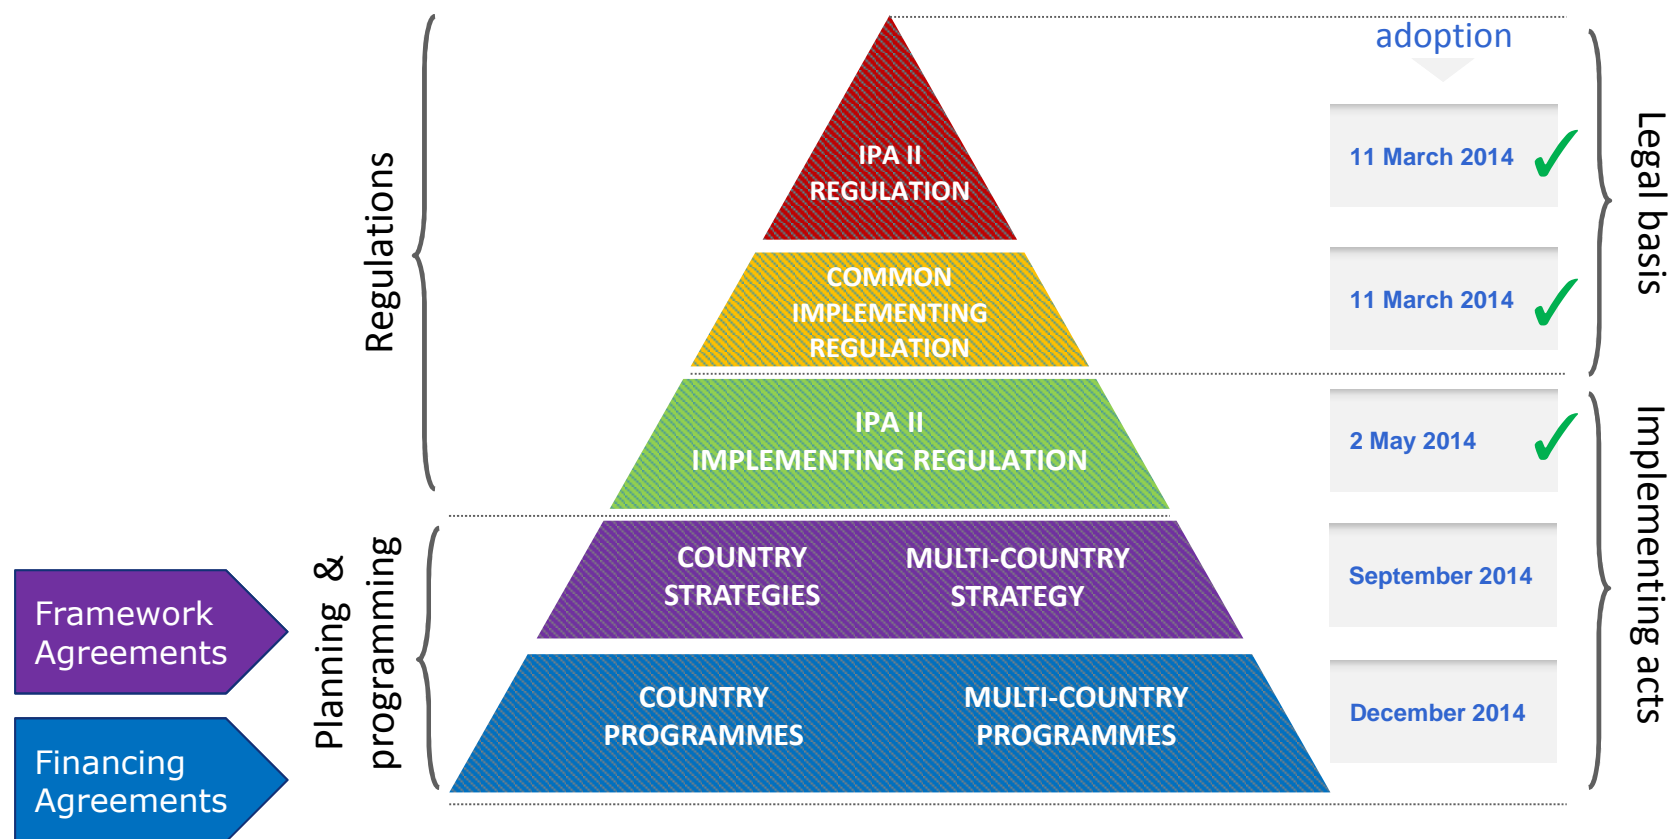 adoption
Regulations
IPA II
REGULATION
11 March 2014
Legal basis
COMMON
IMPLEMENTING
REGULATION
11 March 2014
IPA II
IMPLEMENTING REGULATION
2 May 2014
Implementing acts
Planning &
programming
COUNTRY
STRATEGIES
MULTI-COUNTRY
STRATEGY
September 2014
Framework
Agreements
COUNTRY
PROGRAMMES
MULTI-COUNTRY
PROGRAMMES
December 2014
Financing
Agreements